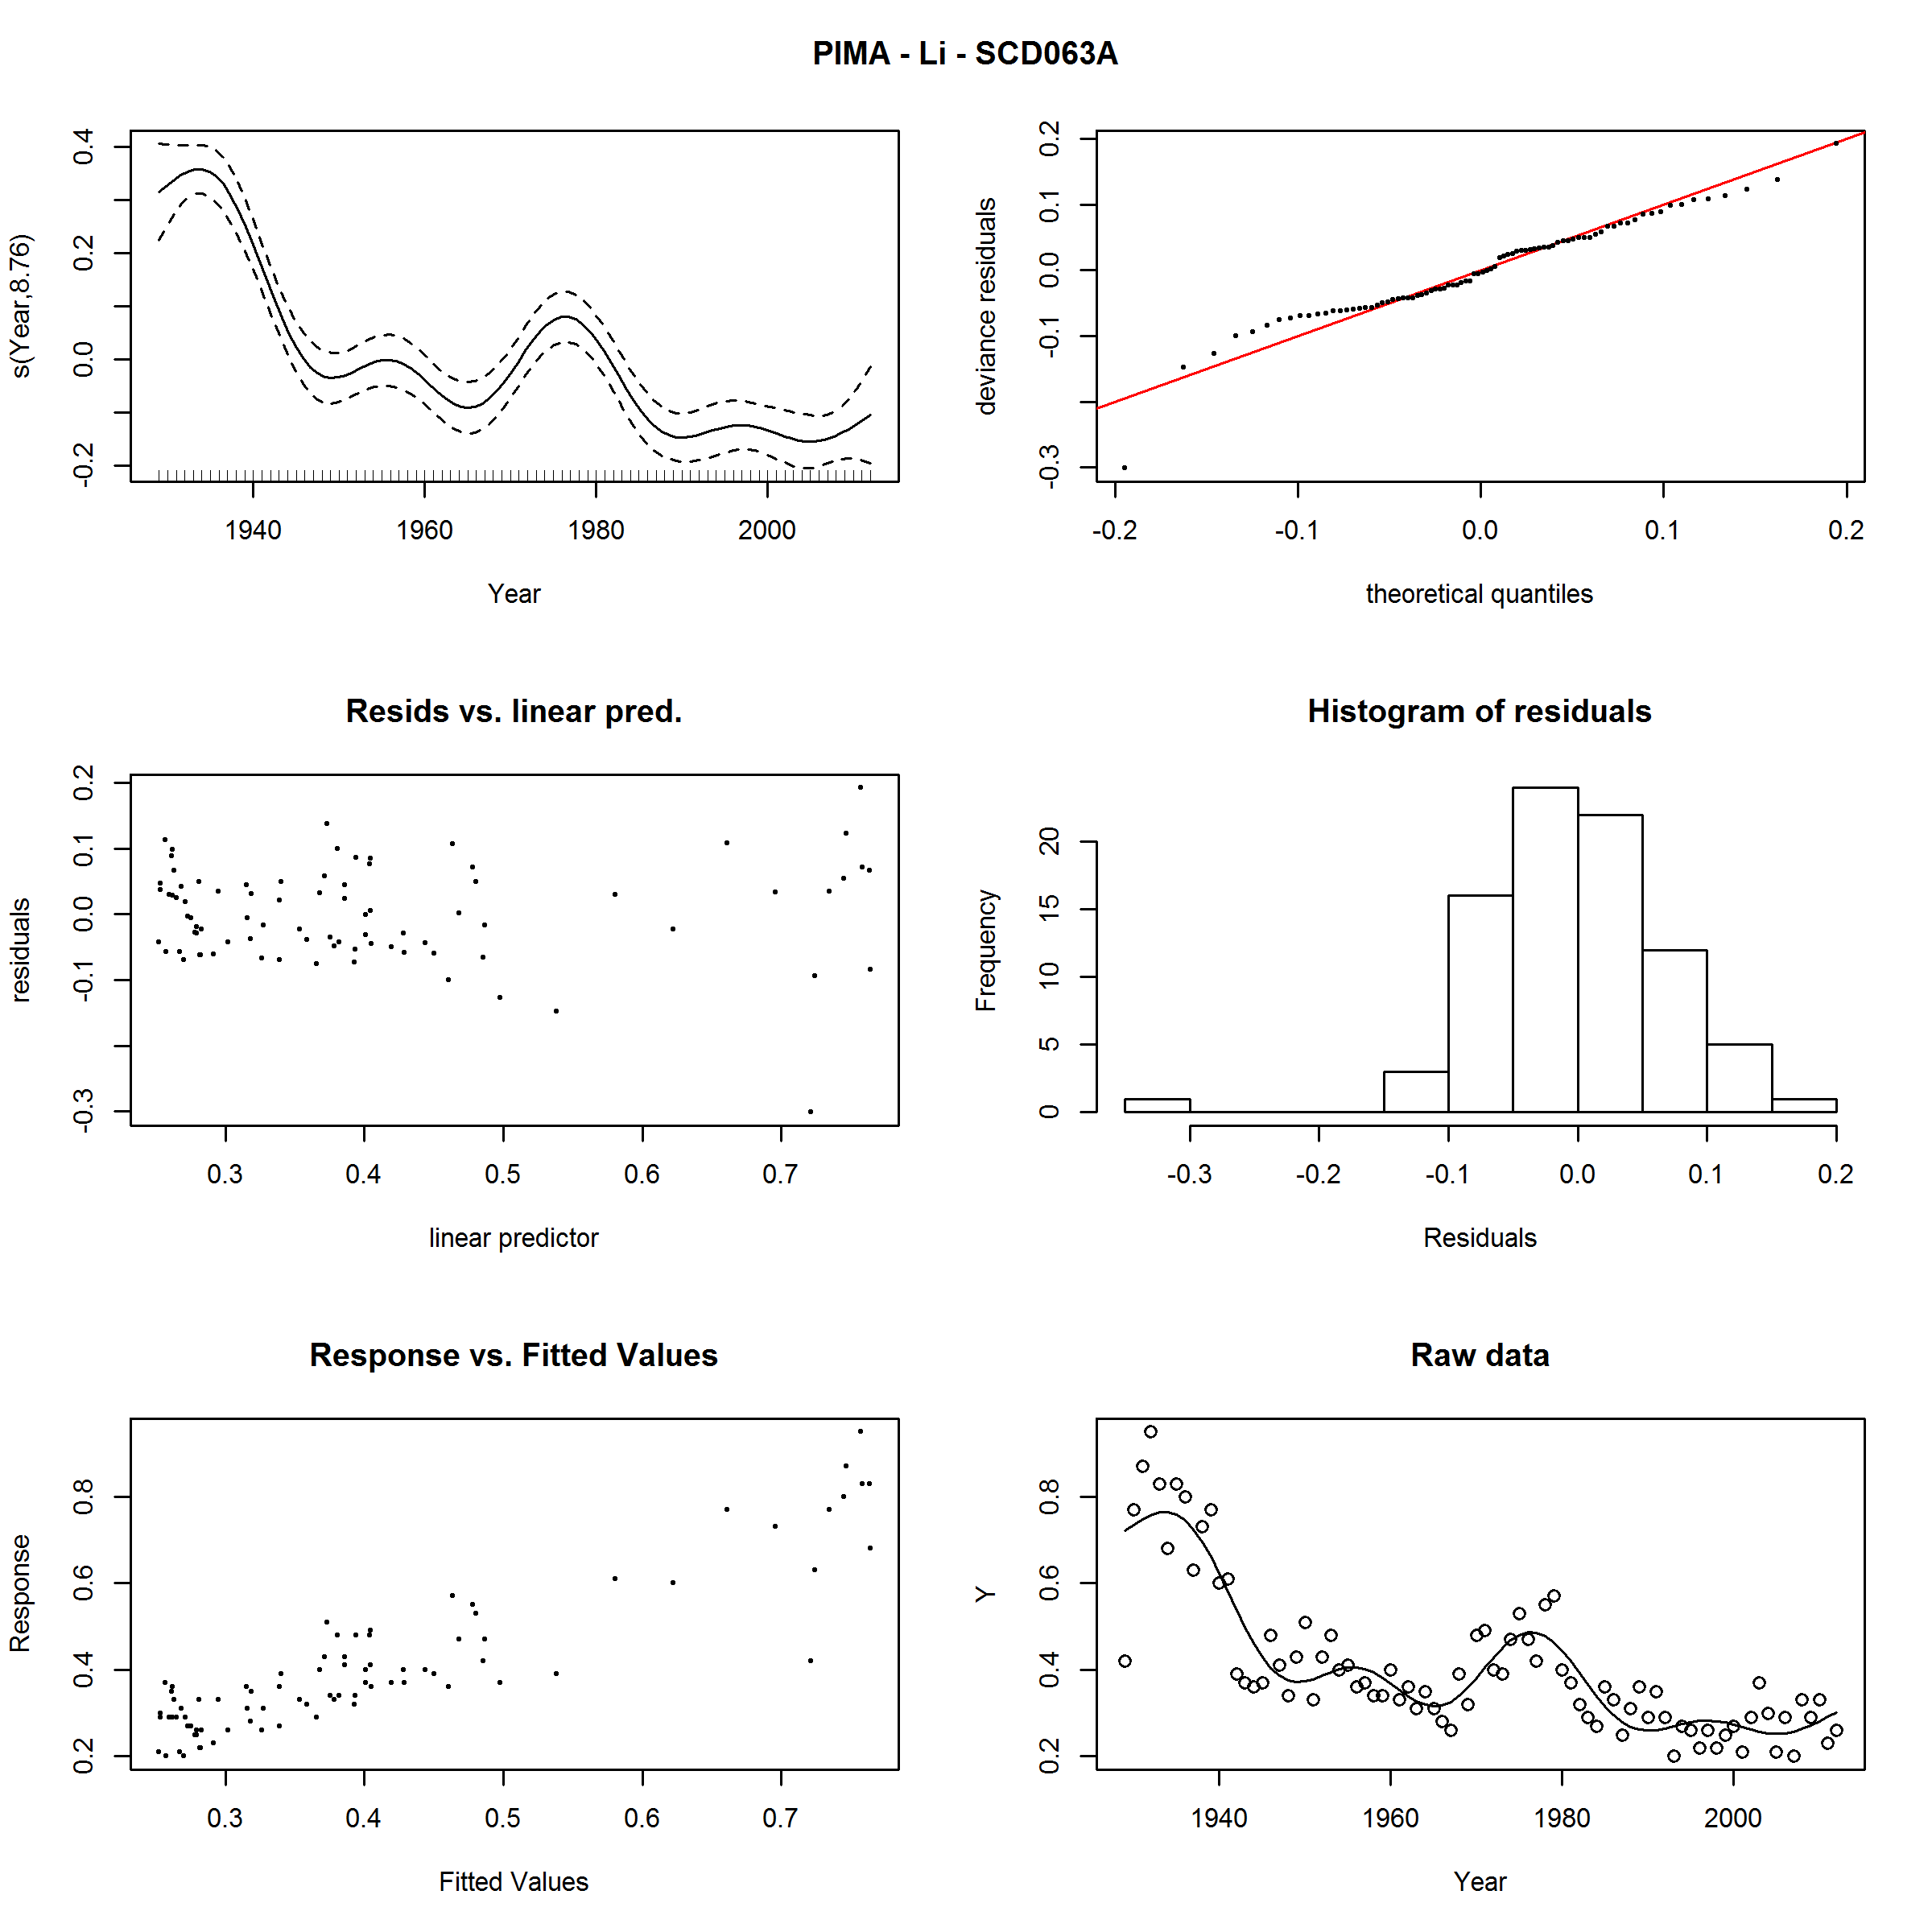 PIMA - Li - SCD063A
s(Year,8.76)
-0.2 0.0 0.2 0.4
1940 1960 1980 2000
Year
deviance residuals
-0.3 -0.1 0.0 0.1 0.2
-0.2 -0.1 0.0 0.1 0.2
theoretical quantiles
Resids vs. linear pred.
residuals
-0.3 -0.1 0.0 0.1 0.2
0.3 0.4 0.5 0.6 0.7
linear predictor
Histogram of residuals
Frequency
0 5 10 15 20
-0.3 -0.2 -0.1 0.0 0.1 0.2
Residuals
Response vs. Fitted Values
Response
0.2 0.4 0.6 0.8
0.3 0.4 0.5 0.6 0.7
Fitted Values
Raw data
Y
0.2 0.4 0.6 0.8
1940 1960 1980 2000
Year